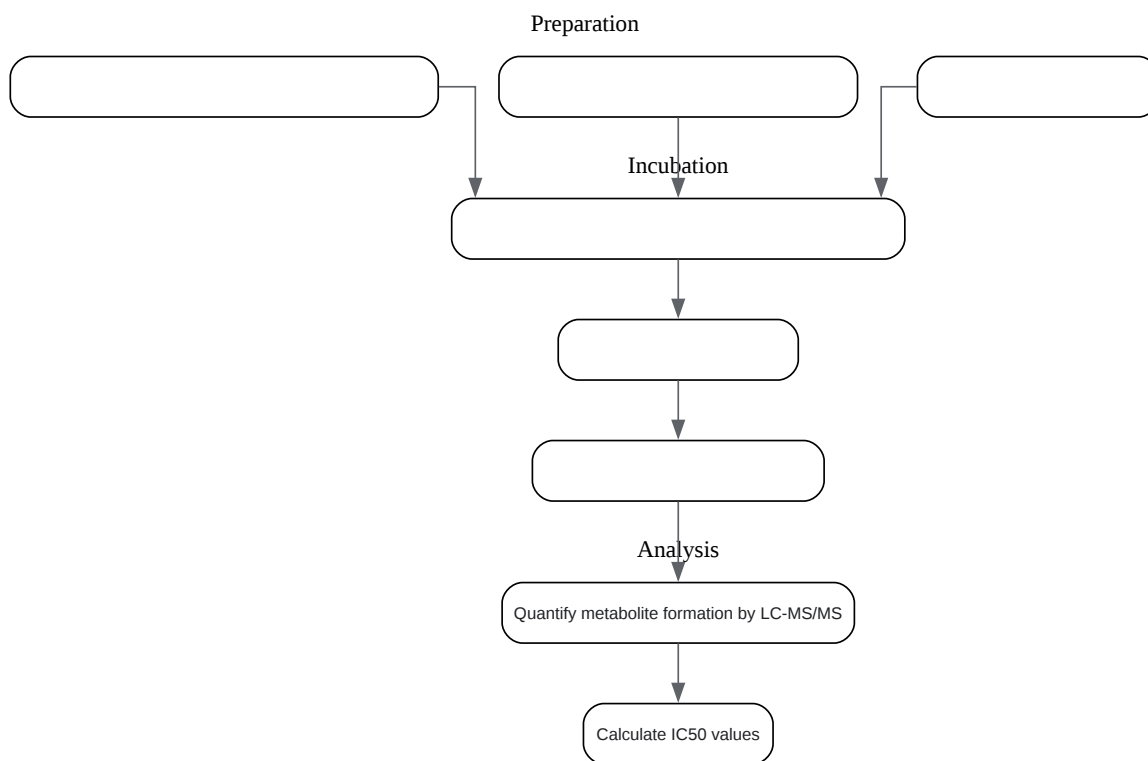 Preparation
Incubation
Analysis
Quantify metabolite formation by LC-MS/MS
Calculate IC50 values